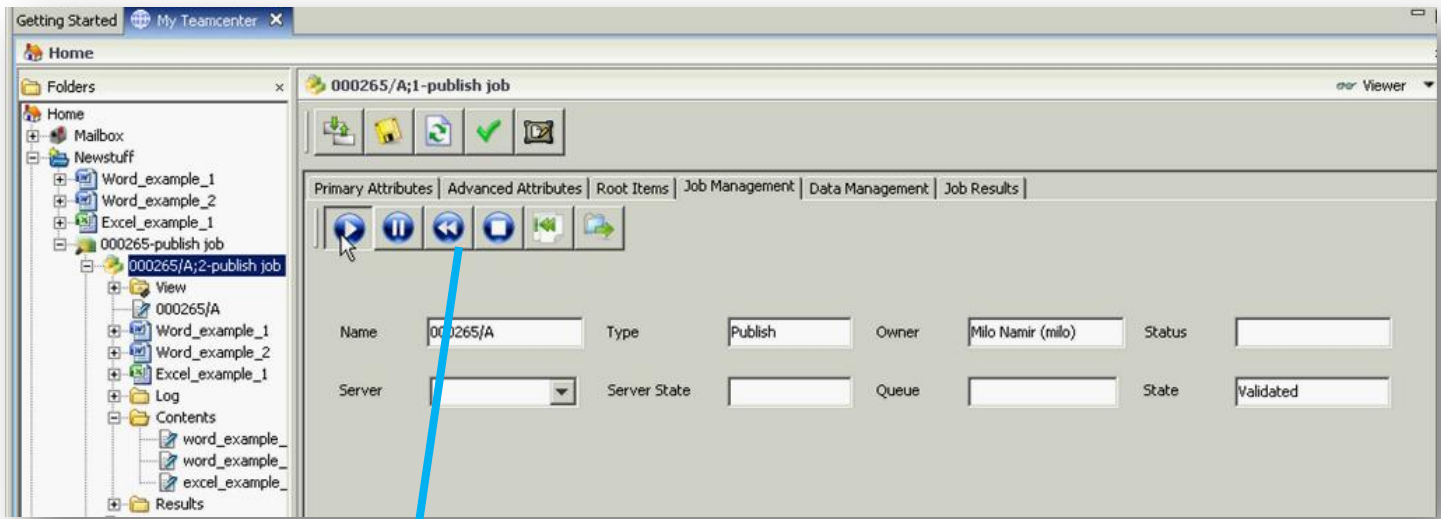 Getting Started My Teamcenter
Home
Folders
Home
Mailbox
Newstuff
Word_example_1
Word_example_2
Excel_example_1
000265-publish job
000265/A;2-publish job
View
000265/A
Word_example_1
Word_example_2
Excel_example_1
Log
Contents
word_example_
word_example_
excel_example_
Results
000265/A;1-publish job Viewer
Primary Attributes Advanced Attributes Root Items Job Management Data Management Job Results
Name 000265/A Type Publish Owner Milo Namir (milo) Status
Server Server State Queue State Validated